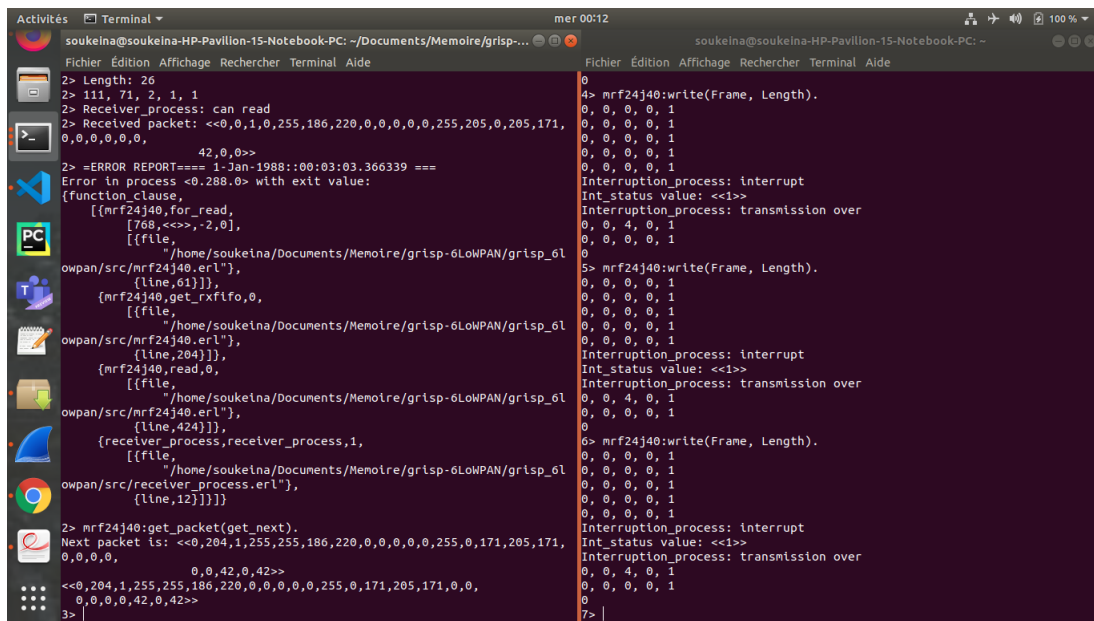 Activités Terminal ▾ mer 00:12 100 % ▾
soukeina@soukeina-HP-Pavilion-15-Notebook-PC: ~/Documents/Memoire/grisp-...
Fichier Édition Affichage Rechercher Terminal Aide
2> Length: 26
2> 111, 71, 2, 1, 1
2> Receiver_process: can read
2> Received packet: <<0,0,1,0,255,186,220,0,0,0,0,0,255,205,0,205,171,
0,0,0,0,0,0,
42,0,0>>
2> =ERROR REPORT==== 1-Jan-1988::00:03:03.366339 ===
Error in process <0.288.0> with exit value:
{function_clause,
[{mrf24j40,for_read,
[768,<<>>,-2,0],
[{file,
"/home/soukeina/Documents/Memoire/grisp-6LoWPAN/grisp_6l
owpan/src/mrf24j40.erl"},
{line,61}]},
{mrf24j40,get_rxfifo,0,
[{file,
"/home/soukeina/Documents/Memoire/grisp-6LoWPAN/grisp_6l
owpan/src/mrf24j40.erl"},
{line,204}]},
{mrf24j40,read,0,
[{file,
"/home/soukeina/Documents/Memoire/grisp-6LoWPAN/grisp_6l
owpan/src/mrf24j40.erl"},
{line,424}]},
{receiver_process,receiver_process,1,
[{file,
"/home/soukeina/Documents/Memoire/grisp-6LoWPAN/grisp_6l
owpan/src/receiver_process.erl"},
{line,12}]}]}
2> mrf24j40:get_packet(get_next).
Next packet is: <<0,204,1,255,255,186,220,0,0,0,0,0,255,0,171,205,171,
0,0,0,0,
0,0,42,0,42>>
<<0,204,1,255,255,186,220,0,0,0,0,0,255,0,171,205,171,0,0,
0,0,0,0,42,0,42>>
3>
soukeina@soukeina-HP-Pavilion-15-Notebook-PC: ~
Fichier Édition Affichage Rechercher Terminal Aide
0
4> mrf24j40:write(Frame, Length).
0, 0, 0, 0, 1
0, 0, 0, 0, 1
0, 0, 0, 0, 1
0, 0, 0, 0, 1
0, 0, 0, 0, 1
Interruption_process: interrupt
Int_status value: <<1>>
Interruption_process: transmission over
0, 0, 4, 0, 1
0, 0, 0, 0, 1
0
5> mrf24j40:write(Frame, Length).
0, 0, 0, 0, 1
0, 0, 0, 0, 1
0, 0, 0, 0, 1
0, 0, 0, 0, 1
0, 0, 0, 0, 1
Interruption_process: interrupt
Int_status value: <<1>>
Interruption_process: transmission over
0, 0, 4, 0, 1
0, 0, 0, 0, 1
0
6> mrf24j40:write(Frame, Length).
0, 0, 0, 0, 1
0, 0, 0, 0, 1
0, 0, 0, 0, 1
0, 0, 0, 0, 1
0, 0, 0, 0, 1
Interruption_process: interrupt
Int_status value: <<1>>
Interruption_process: transmission over
0, 0, 4, 0, 1
0, 0, 0, 0, 1
0
7>
PC
T